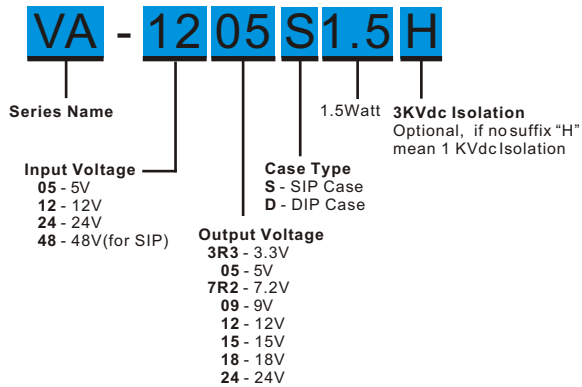 VA - 12 05 S 1.5 H
Series Name
1.5Watt
3KVdc Isolation
Optional, if no suffix “H”
mean 1 KVdc Isolation
Input Voltage
05 - 5V
12 - 12V
24 - 24V
48 - 48V(for SIP)
Case Type
S - SIP Case
D - DIP Case
Output Voltage
3R3 - 3.3V
05 - 5V
7R2 - 7.2V
09 - 9V
12 - 12V
15 - 15V
18 - 18V
24 - 24V